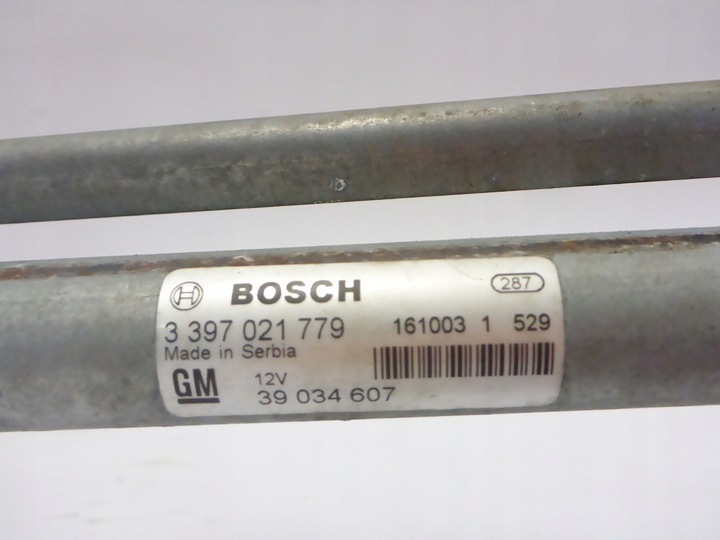 BOSCH 287
3 397 021 779 161003 1 529
Made in Serbia
GM 12V
39 034 607